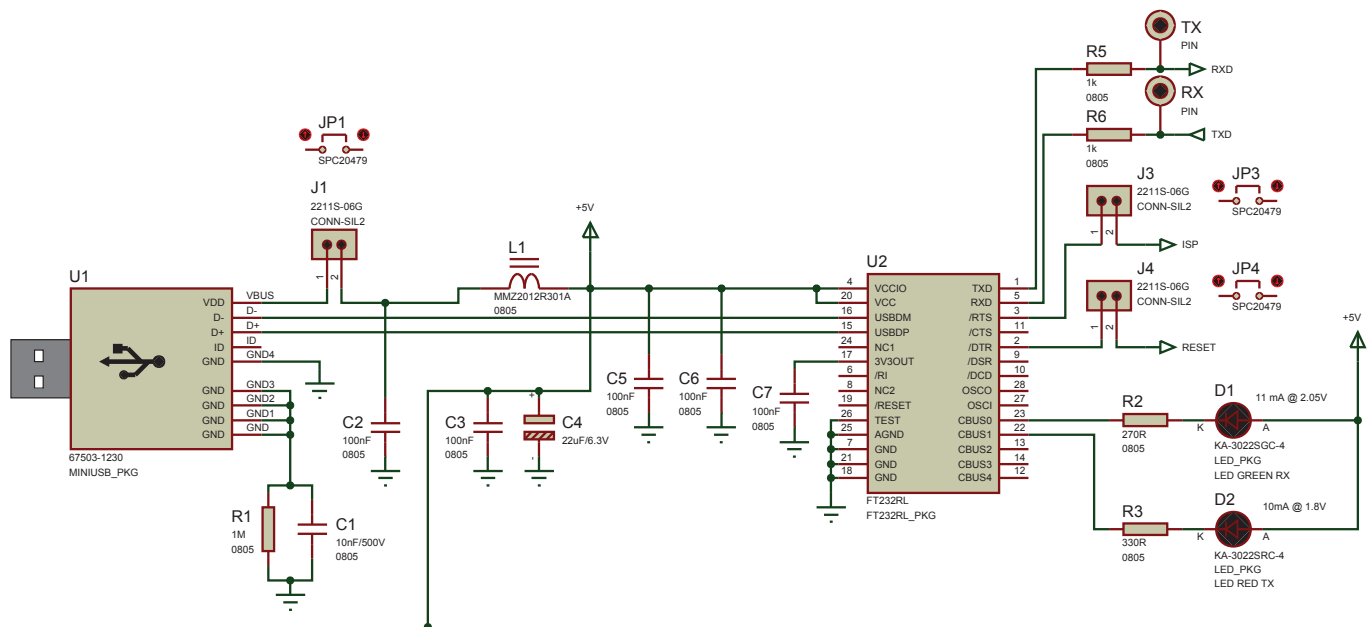 TX
PIN
R5
1k
0805
RXD
RX
PIN
R6
1k
0805
TXD
JP1
SPC20479
J1
2211S-06G
CONN-SIL2
1
2
J3
2211S-06G
CONN-SIL2
1
2
ISP
JP3
SPC20479
J4
2211S-06G
CONN-SIL2
1
2
RESET
JP4
SPC20479
+5V
L1
MMZ2012R301A
0805
U1
VDD
D-
D+
ID
GND
GND
GND
GND
GND
VBUS
D-
D+
ID
GND4
GND3
GND2
GND1
GND
67503-1230
MINIUSB_PKG
R1
1M
0805
C1
10nF/500V
0805
C2
100nF
0805
C3
100nF
0805
+
C4
22uF/6.3V
-
C5
100nF
0805
C6
100nF
0805
C7
100nF
0805
U2
4 VCCIO TXD 1
20 VCC RXD 5
16 USBDM /RTS 3
15 USBDP /CTS 11
24 NC1 /DTR 2
17 3V3OUT /DSR 9
6 /RI /DCD 10
8 NC2 OSCO 28
19 /RESET OSCI 27
26 TEST CBUS0 23
25 AGND CBUS1 22
7 GND CBUS2 13
21 GND CBUS3 14
18 GND CBUS4 12
FT232RL
FT232RL_PKG
+5V
R2
270R
0805
D1
11 mA @ 2.05V
K
A
KA-3022SGC-4
LED_PKG
LED GREEN RX
R3
330R
0805
D2
10mA @ 1.8V
K
A
KA-3022SRC-4
LED_PKG
LED RED TX